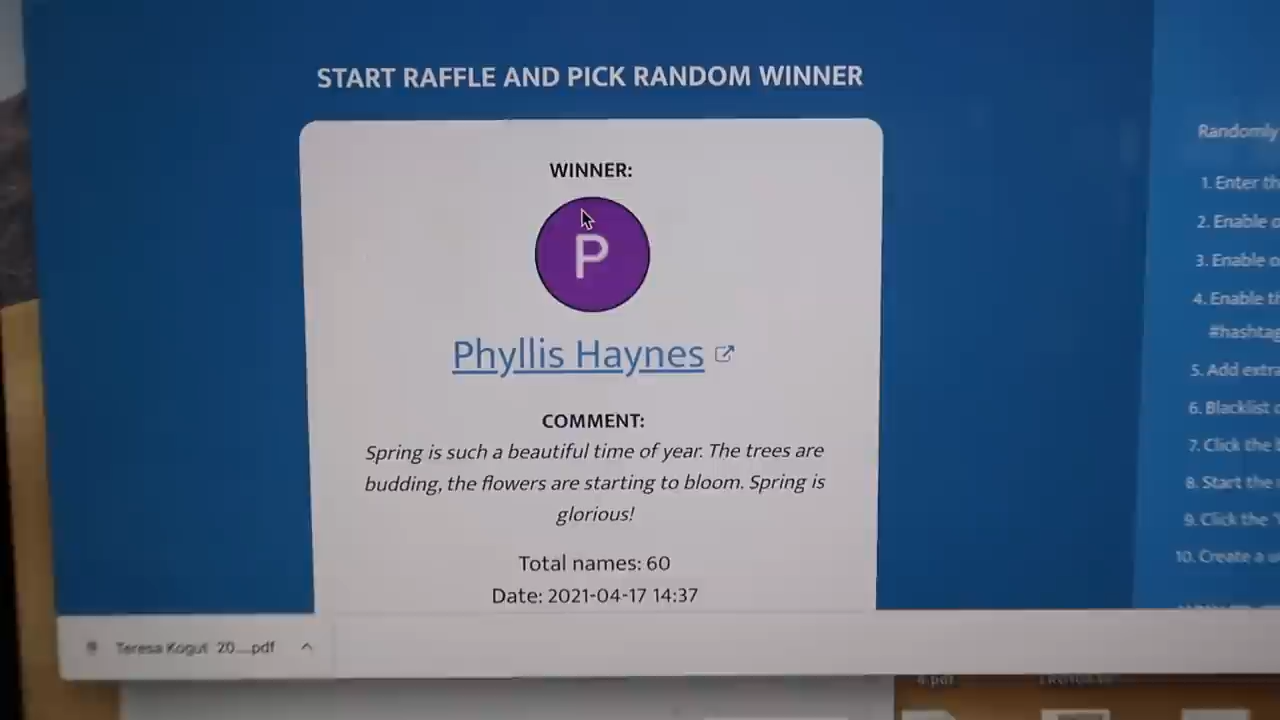 START RAFFLE AND PICK RANDOM WINNER
WINNER:
P
Phyllis Haynes
COMMENT:
Spring is such a beautiful time of year. The trees are
budding, the flowers are starting to bloom. Spring is
glorious!
Total names: 60
Date: 2021-04-17 14:37
Randomly
1. Enter th
2. Enable
3. Enable
4. Enable th
#hashtag
5. Add extra
6. Blacklist
7. Click the
8. Start the
9. Click the
10. Create a
Teresa Kogut 20....pdf
.pdf